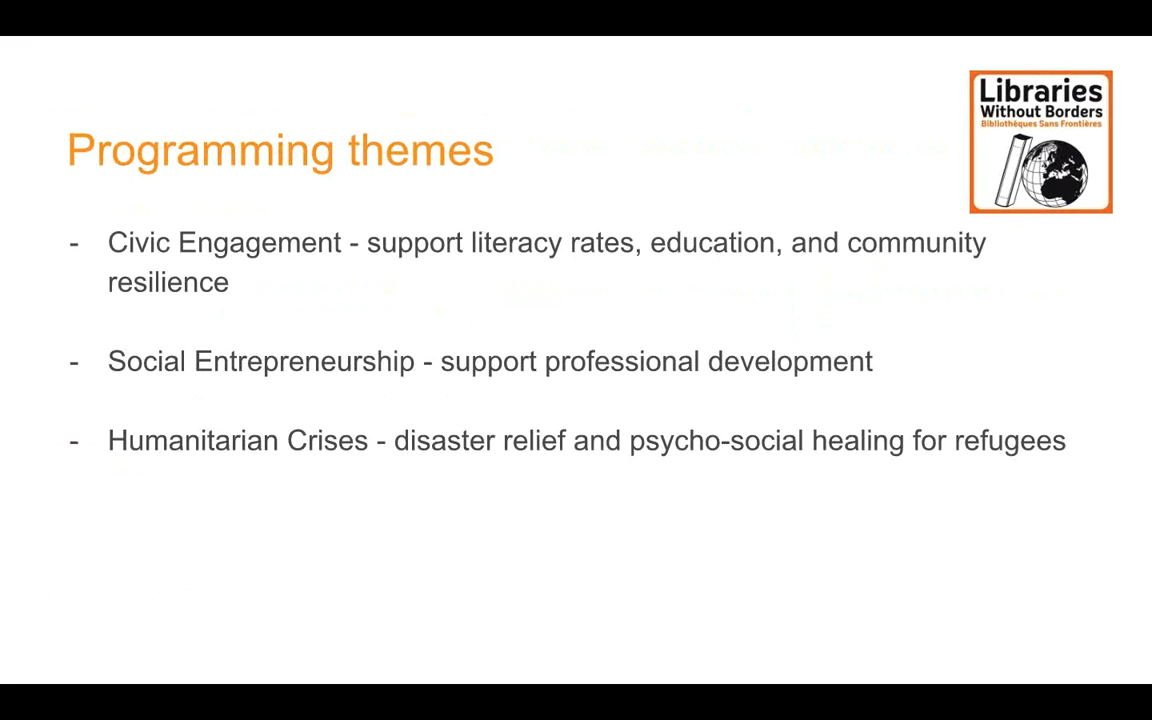 Libraries
Without Borders
Bibliothèques Sans Frontières
Programming themes
- Civic Engagement - support literacy rates, education, and community
resilience
- Social Entrepreneurship - support professional development
- Humanitarian Crises - disaster relief and psycho-social healing for refugees